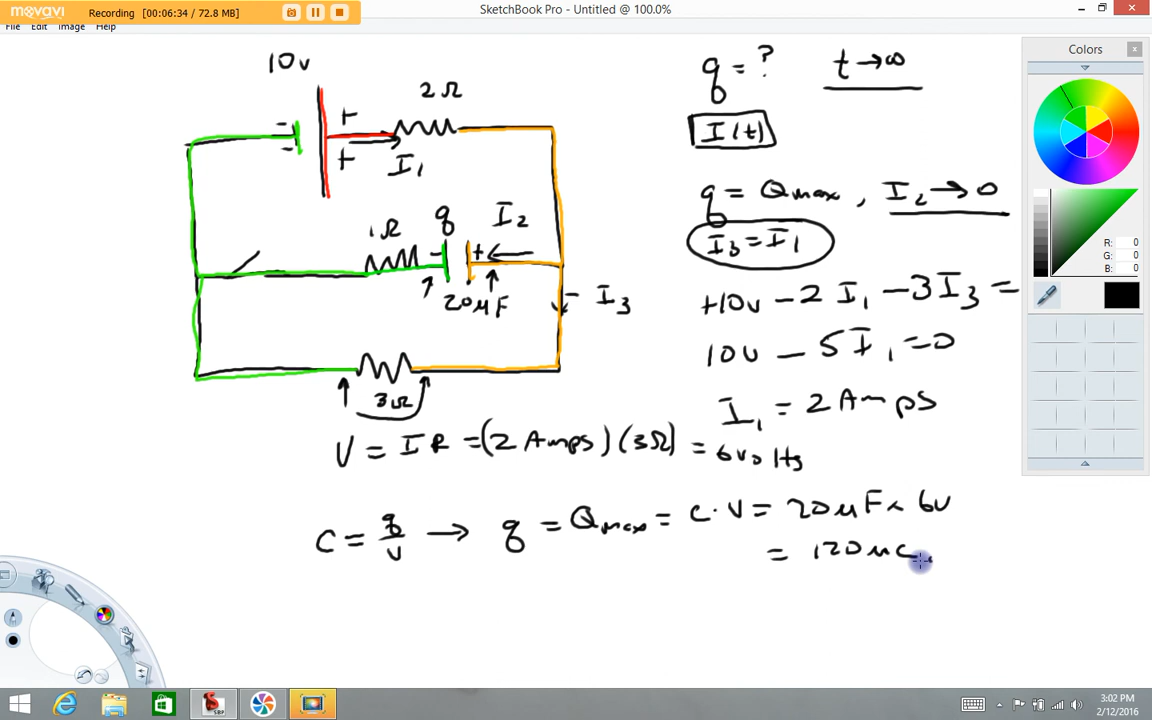 SketchBook Pro - Untitled @ 100.0%
movavi Recording (00:06:34 / 72.8 MB)
File Edit Image Help
10v
2Ω
+
+
I₁
-
-
1Ω
q
I₂
-
+
20μF
I₃
3Ω
q = ? t→∞
I(t)
q = Qmax, I₂ → 0
I₃ = I₁
+10v - 2 I₁ - 3 I₃ =
10v - 5 I₁ = 0
I₁ = 2 Amps
V = I R = (2 Amps)(3Ω) = 6 volts
C = q/v → q = Qmax = C·V = 20μF × 6v
= 120 μC
Colors
x
R: 0
G: 0
B: 0
SBP
3:02 PM
2/12/2016